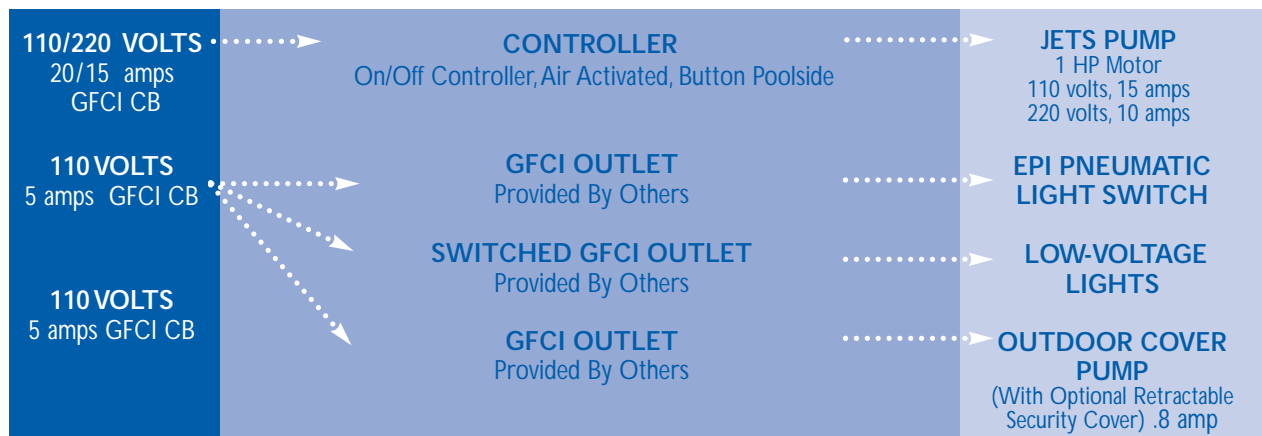 110/220 VOLTS
20/15 amps
GFCI CB
CONTROLLER
On/Off Controller, Air Activated, Button Poolside
JETS PUMP
1 HP Motor
110 volts, 15 amps
220 volts, 10 amps
110 VOLTS
5 amps GFCI CB
GFCI OUTLET
Provided By Others
EPI PNEUMATIC
LIGHT SWITCH
SWITCHED GFCI OUTLET
Provided By Others
LOW-VOLTAGE
LIGHTS
110 VOLTS
5 amps GFCI CB
GFCI OUTLET
Provided By Others
OUTDOOR COVER
PUMP
(With Optional Retractable
Security Cover) .8 amp